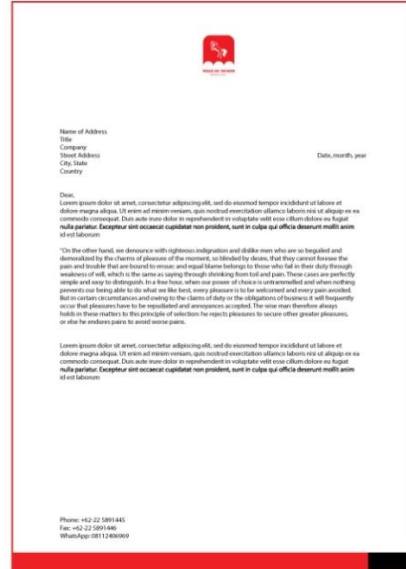 Name of Address
Title
Company
Street Address
Date, month, year
City, State
Country
Dear,
Lorem ipsum dolor sit amet, consectetur adipiscing elit, sed do eiusmod tempor incididunt ut labore et
dolore magna aliqua. Ut enim ad minim veniam, quis nostrud exercitation ullamco laboris nisi ut aliquip ex ea
commodo consequat. Duis aute irure dolor in reprehenderit in voluptate velit esse cillum dolore eu fugiat
nulla pariatur. Excepteur sint occaecat cupidatat non proident, sunt in culpa qui officia deserunt mollit anim
id est laborum
"On the other hand, we denounce with righteous indignation and dislike men who are so beguiled and
demoralized by the charms of pleasure of the moment, so blinded by desire, that they cannot foresee the
pain and trouble that are bound to ensue; and equal blame belongs to those who fail in their duty through
weakness of will, which is the same as saying through shrinking from toil and pain. These cases are perfectly
simple and easy to distinguish. In a free hour, when our power of choice is untrammelled and when nothing
prevents our being able to do what we like best, every pleasure is to be welcomed and every pain avoided.
But in certain circumstances and owing to the claims of duty or the obligations of business it will frequently
occur that pleasures have to be repudiated and annoyances accepted. The wise man therefore always
holds in these matters to this principle of selection: he rejects pleasures to secure other greater pleasures,
or else he endures pains to avoid worse pains.
Lorem ipsum dolor sit amet, consectetur adipiscing elit, sed do eiusmod tempor incididunt ut labore et
dolore magna aliqua. Ut enim ad minim veniam, quis nostrud exercitation ullamco laboris nisi ut aliquip ex ea
commodo consequat. Duis aute irure dolor in reprehenderit in voluptate velit esse cillum dolore eu fugiat
nulla pariatur. Excepteur sint occaecat cupidatat non proident, sunt in culpa qui officia deserunt mollit anim
id est laborum
Phone: +62-22 5891445
Fax: +62-22 5891446
WhatsApp: 08112406969